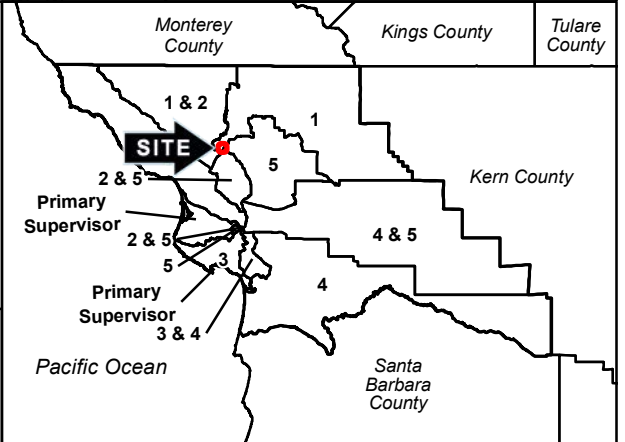 Monterey
County
Kings County
Tulare
County
1 & 2
1
SITE
5
2 & 5
Kern County
Primary
Supervisor
2 & 5
4 & 5
5
3
4
Primary
Supervisor
3 & 4
Pacific Ocean
Santa
Barbara
County